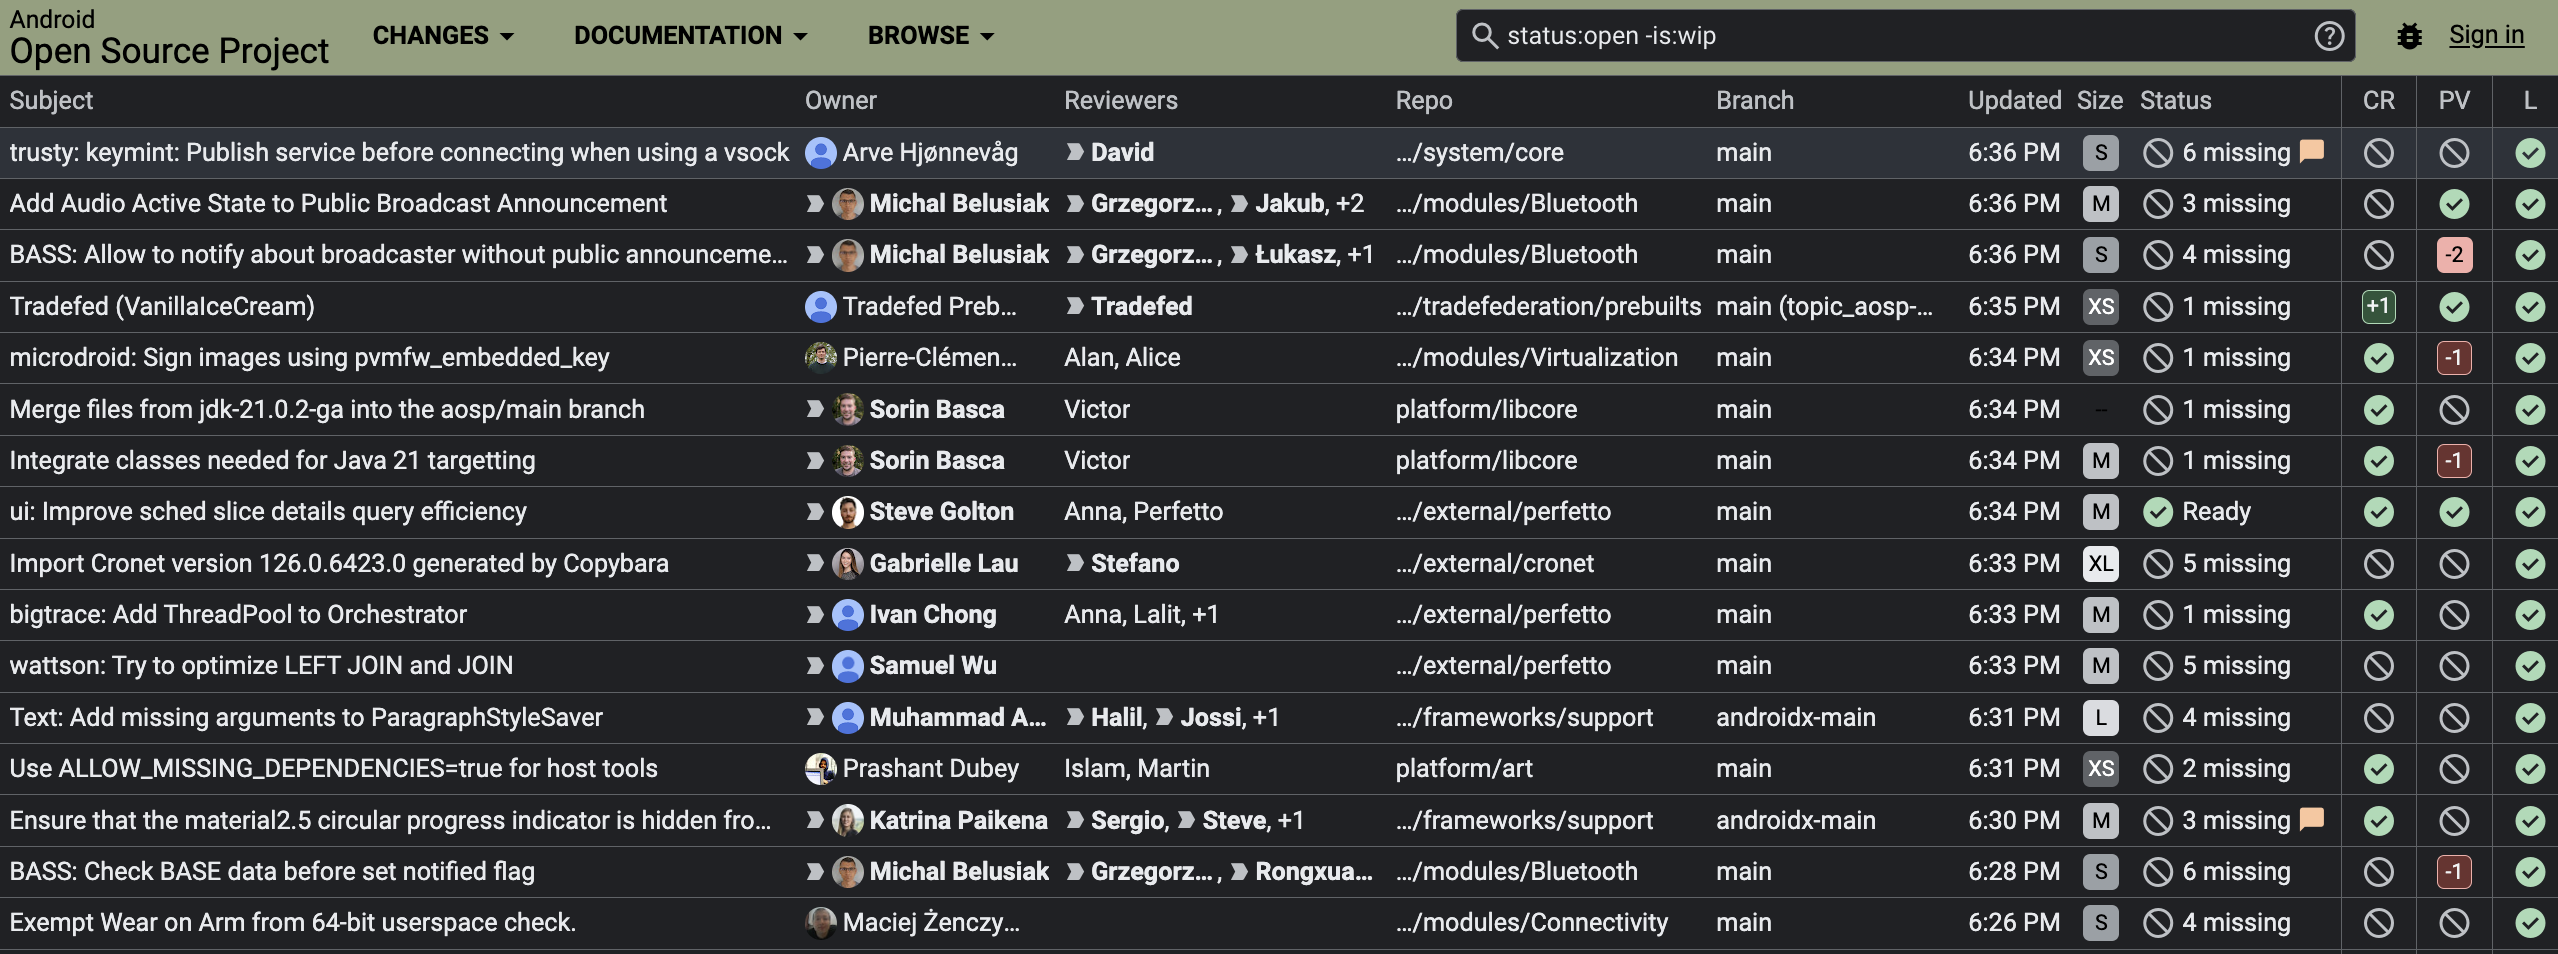 Android
Open Source Project
CHANGES DOCUMENTATION BROWSE status:open -is:wip Sign in
Subject Owner Reviewers Repo Branch Updated Size Status CR PV L
trusty: keymint: Publish service before connecting when using a vsock Arve Hjønnevåg David …/system/core main 6:36 PM S 6 missing
Add Audio Active State to Public Broadcast Announcement Michal Belusiak Grzegorz…, Jakub, +2 …/modules/Bluetooth main 6:36 PM M 3 missing
BASS: Allow to notify about broadcaster without public announceme… Michal Belusiak Grzegorz…, Łukasz, +1 …/modules/Bluetooth main 6:36 PM S 4 missing -2
Tradefed (VanillaIceCream) Tradefed Preb… Tradefed …/tradefederation/prebuilts main (topic_aosp-… 6:35 PM XS 1 missing +1
microdroid: Sign images using pvmfw_embedded_key Pierre-Clémen… Alan, Alice …/modules/Virtualization main 6:34 PM XS 1 missing -1
Merge files from jdk-21.0.2-ga into the aosp/main branch Sorin Basca Victor platform/libcore main 6:34 PM -- 1 missing
Integrate classes needed for Java 21 targetting Sorin Basca Victor platform/libcore main 6:34 PM M 1 missing -1
ui: Improve sched slice details query efficiency Steve Golton Anna, Perfetto …/external/perfetto main 6:34 PM M Ready
Import Cronet version 126.0.6423.0 generated by Copybara Gabrielle Lau Stefano …/external/cronet main 6:33 PM XL 5 missing
bigtrace: Add ThreadPool to Orchestrator Ivan Chong Anna, Lalit, +1 …/external/perfetto main 6:33 PM M 1 missing
wattson: Try to optimize LEFT JOIN and JOIN Samuel Wu …/external/perfetto main 6:33 PM M 5 missing
Text: Add missing arguments to ParagraphStyleSaver Muhammad A… Halil, Jossi, +1 …/frameworks/support androidx-main 6:31 PM L 4 missing
Use ALLOW_MISSING_DEPENDENCIES=true for host tools Prashant Dubey Islam, Martin platform/art main 6:31 PM XS 2 missing
Ensure that the material2.5 circular progress indicator is hidden fro… Katrina Paikena Sergio, Steve, +1 …/frameworks/support androidx-main 6:30 PM M 3 missing
BASS: Check BASE data before set notified flag Michal Belusiak Grzegorz…, Rongxua… …/modules/Bluetooth main 6:28 PM S 6 missing -1
Exempt Wear on Arm from 64-bit userspace check. Maciej Żenczy… …/modules/Connectivity main 6:26 PM S 4 missing